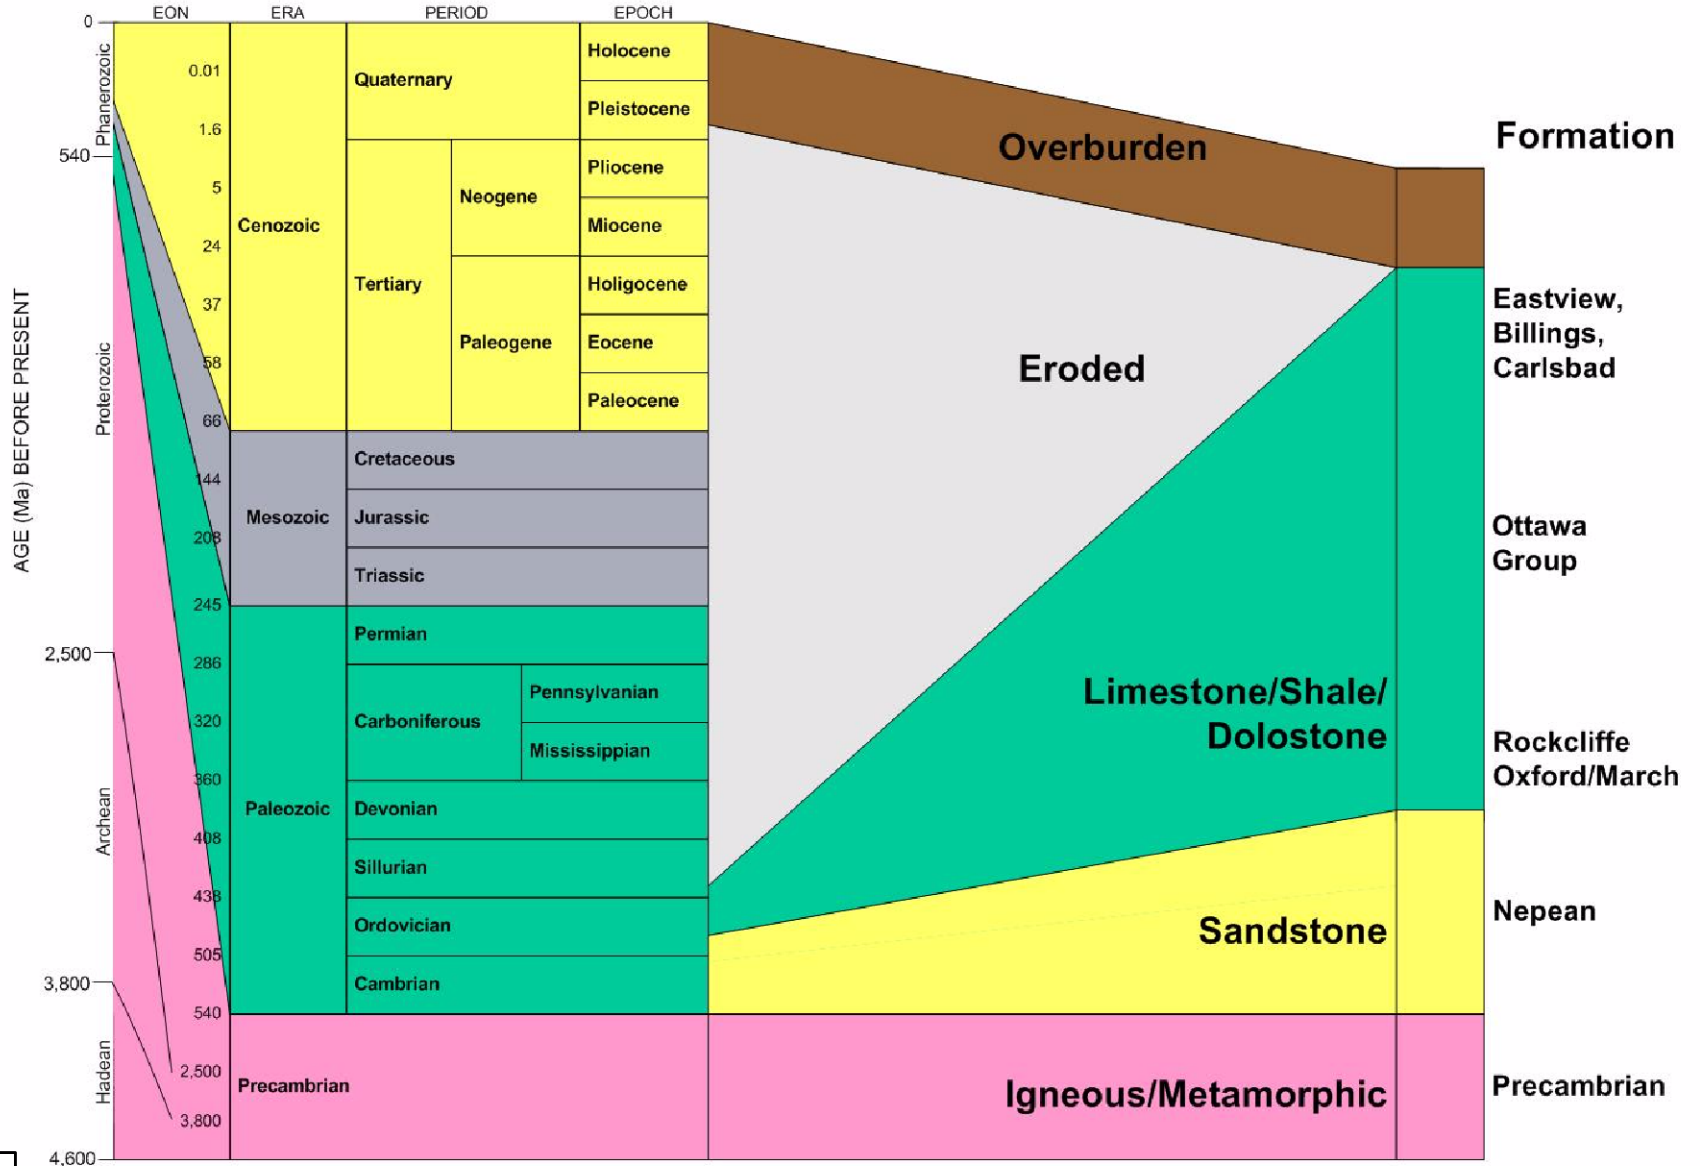 EON ERA PERIOD EPOCH
AGE (Ma) BEFORE PRESENT
0
540
2,500
3,800
4,600
Phanerozoic
Proterozoic
Archean
Hadean
0.01
1.6
5
24
37
58
66
144
208
245
286
320
360
408
438
505
540
2,500
3,800
Cenozoic
Mesozoic
Paleozoic
Precambrian
Quaternary
Tertiary
Neogene
Paleogene
Holocene
Pleistocene
Pliocene
Miocene
Holigocene
Eocene
Paleocene
Cretaceous
Jurassic
Triassic
Permian
Carboniferous
Pennsylvanian
Mississippian
Devonian
Sillurian
Ordovician
Cambrian
Overburden
Eroded
Limestone/Shale/
Dolostone
Sandstone
Igneous/Metamorphic
Formation
Eastview,
Billings,
Carlsbad
Ottawa
Group
Rockcliffe
Oxford/March
Nepean
Precambrian